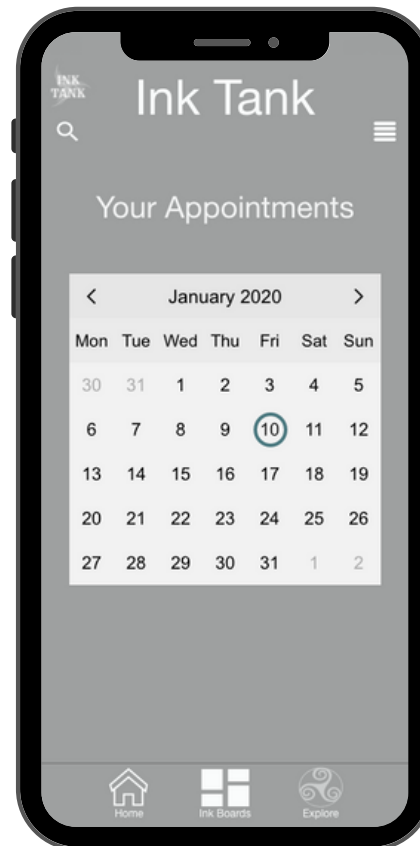 INK
TANK
Ink Tank
Your Appointments
< January 2020 >
Mon Tue Wed Thu Fri Sat Sun
30 31 1 2 3 4 5
6 7 8 9 10 11 12
13 14 15 16 17 18 19
20 21 22 23 24 25 26
27 28 29 30 31 1 2
Home Ink Boards Explore